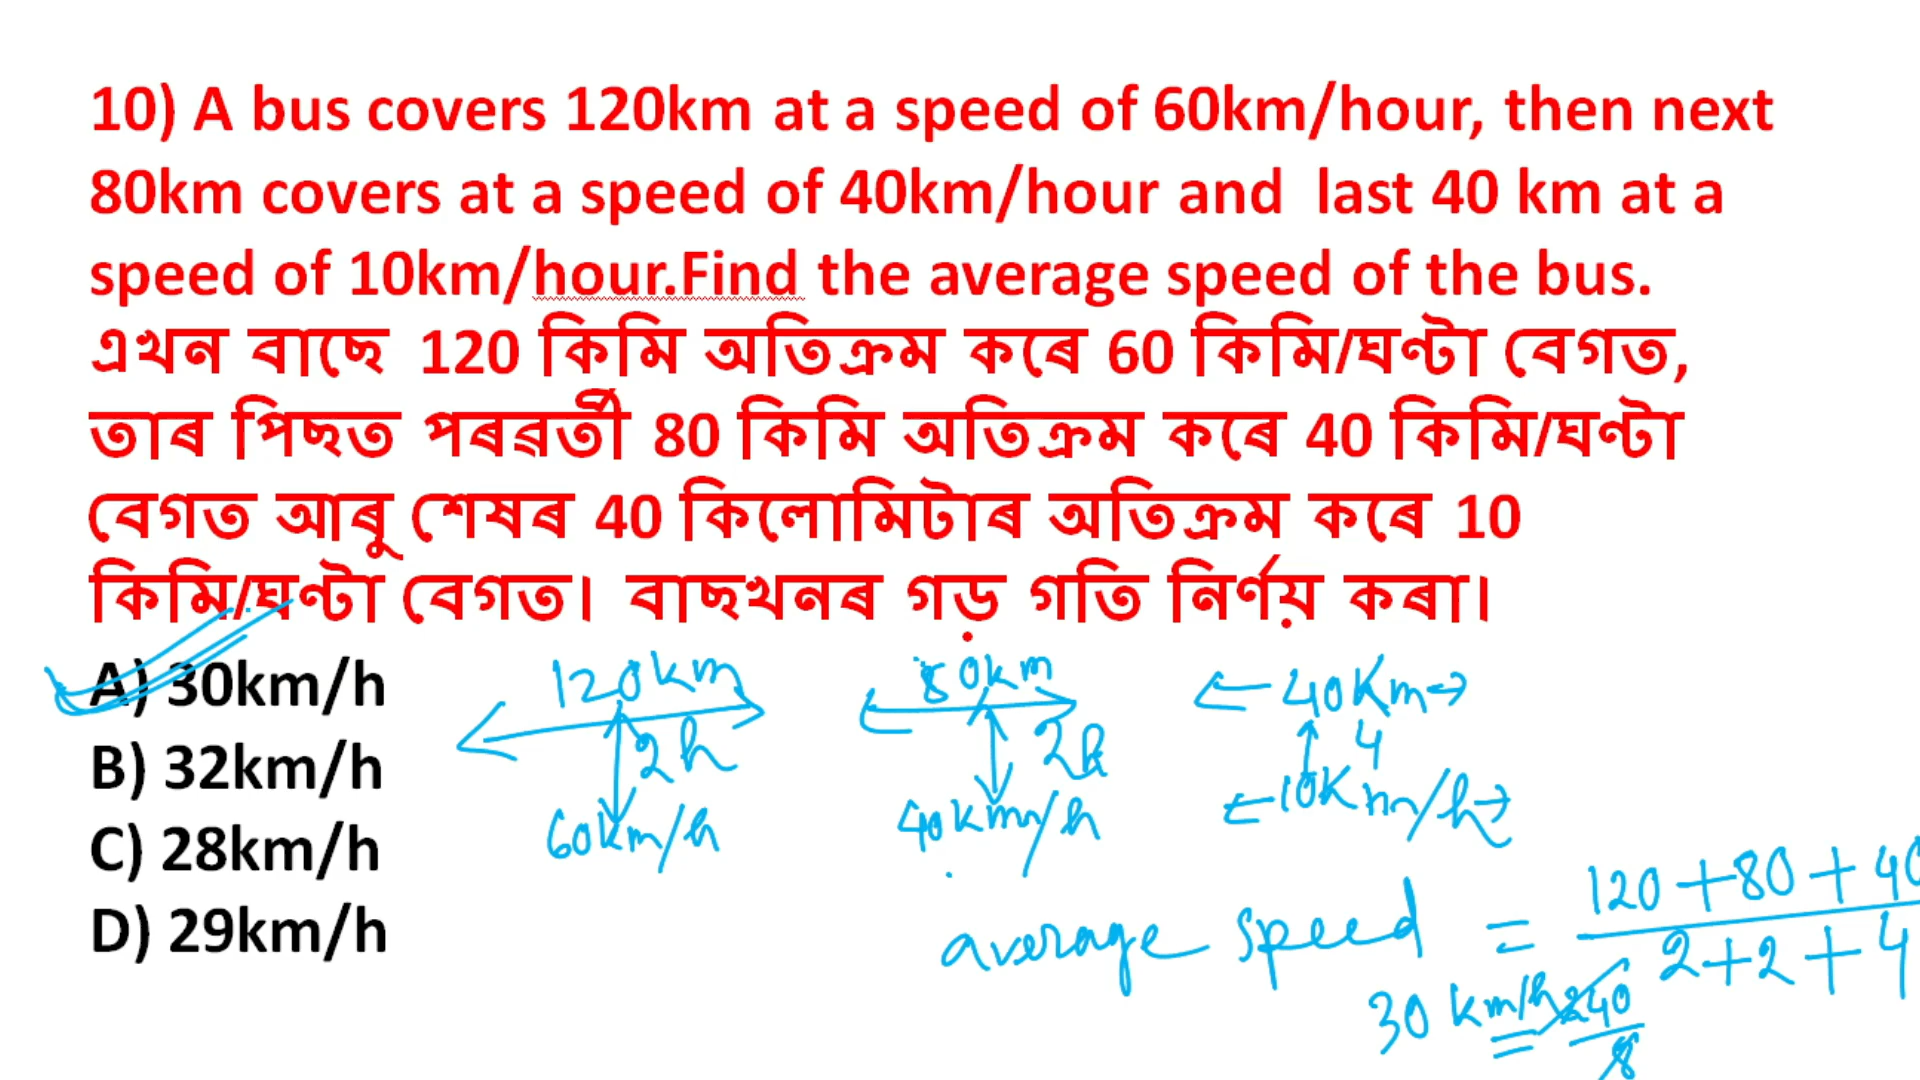 10) A bus covers 120km at a speed of 60km/hour, then next
80km covers at a speed of 40km/hour and last 40 km at a
speed of 10km/hour.Find the average speed of the bus.
এখন বাছে 120 কিমি অতিক্ৰম কৰে 60 কিমি/ঘণ্টা বেগত,
তাৰ পিছত পৰৱৰ্তী 80 কিমি অতিক্ৰম কৰে 40 কিমি/ঘণ্টা
বেগত আৰু শেষৰ 40 কিলোমিটাৰ অতিক্ৰম কৰে 10
কিমি/ঘণ্টা বেগত। বাছখনৰ গড় গতি নিৰ্ণয় কৰা।
A) 30km/h
B) 32km/h
C) 28km/h
D) 29km/h
120km 80km 40Km
2h 2h 4
60km/h 40km/h 10Km/h
120+80+40
average speed =
2+2+4
30 km/h = 240
8